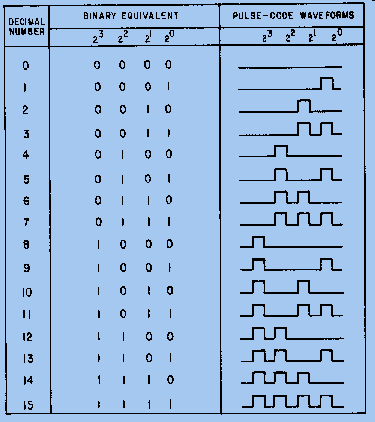 DECIMAL NUMBER BINARY EQUIVALENT PULSE-CODE WAVEFORMS
2³ 2² 2¹ 2⁰ 2³ 2² 2¹ 2⁰
0 0 0 0 0
1 0 0 0 1
2 0 0 1 0
3 0 0 1 1
4 0 1 0 0
5 0 1 0 1
6 0 1 1 0
7 0 1 1 1
8 1 0 0 0
9 1 0 0 1
10 1 0 1 0
11 1 0 1 1
12 1 1 0 0
13 1 1 0 1
14 1 1 1 0
15 1 1 1 1